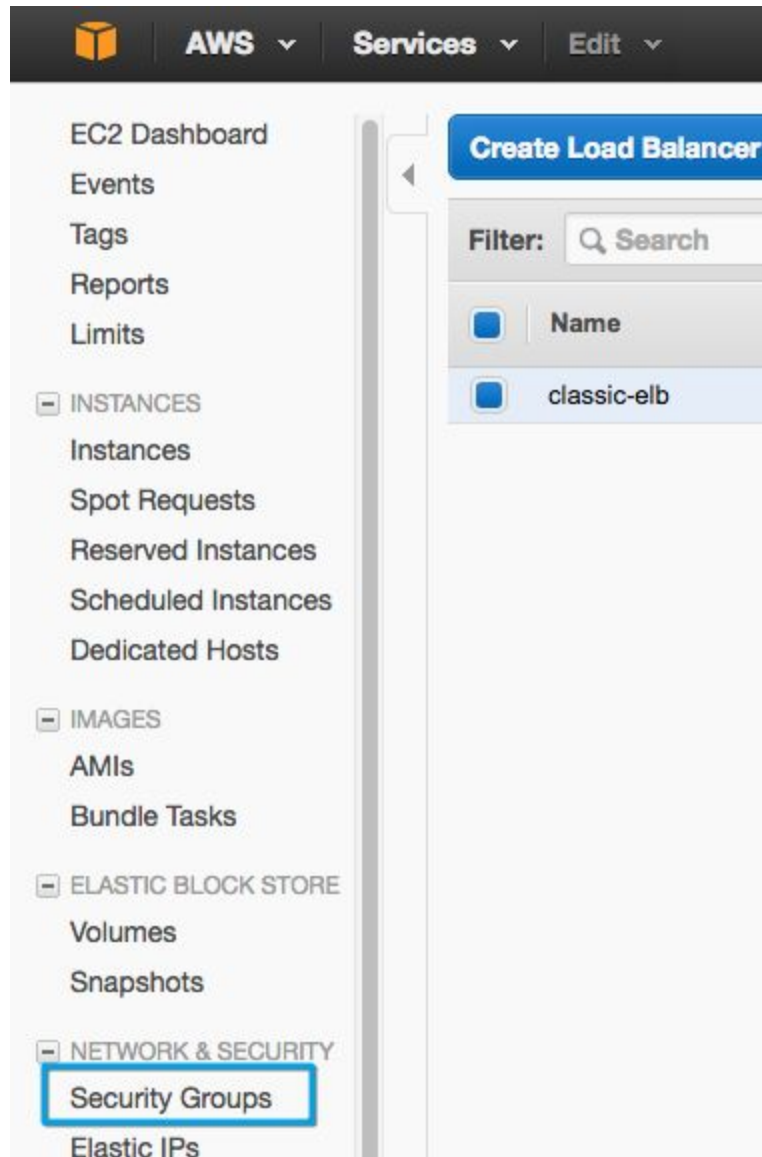 AWS Services Edit
EC2 Dashboard
Events
Tags
Reports
Limits
INSTANCES
Instances
Spot Requests
Reserved Instances
Scheduled Instances
Dedicated Hosts
IMAGES
AMIs
Bundle Tasks
ELASTIC BLOCK STORE
Volumes
Snapshots
NETWORK & SECURITY
Security Groups
Elastic IPs
Create Load Balancer
Filter: Search
Name
classic-elb